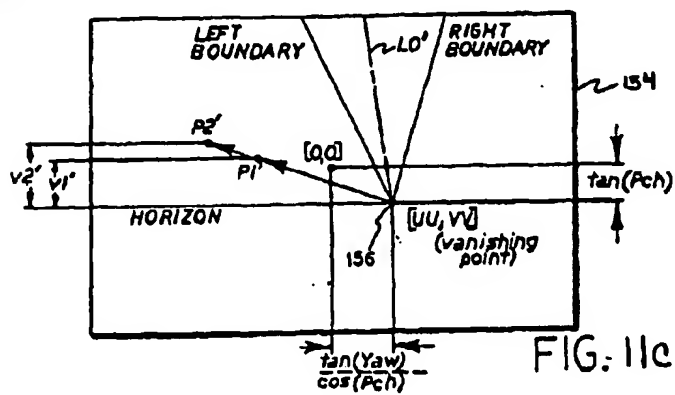 LEFT
BOUNDARY
LO'
RIGHT
BOUNDARY
154
P2'
P1'
[0,0]
v2'
v1'
tan(Pch)
HORIZON
[UU, VV]
(vanishing
point)
156
tan(Yaw)
cos(Pch)
FIG. 11c